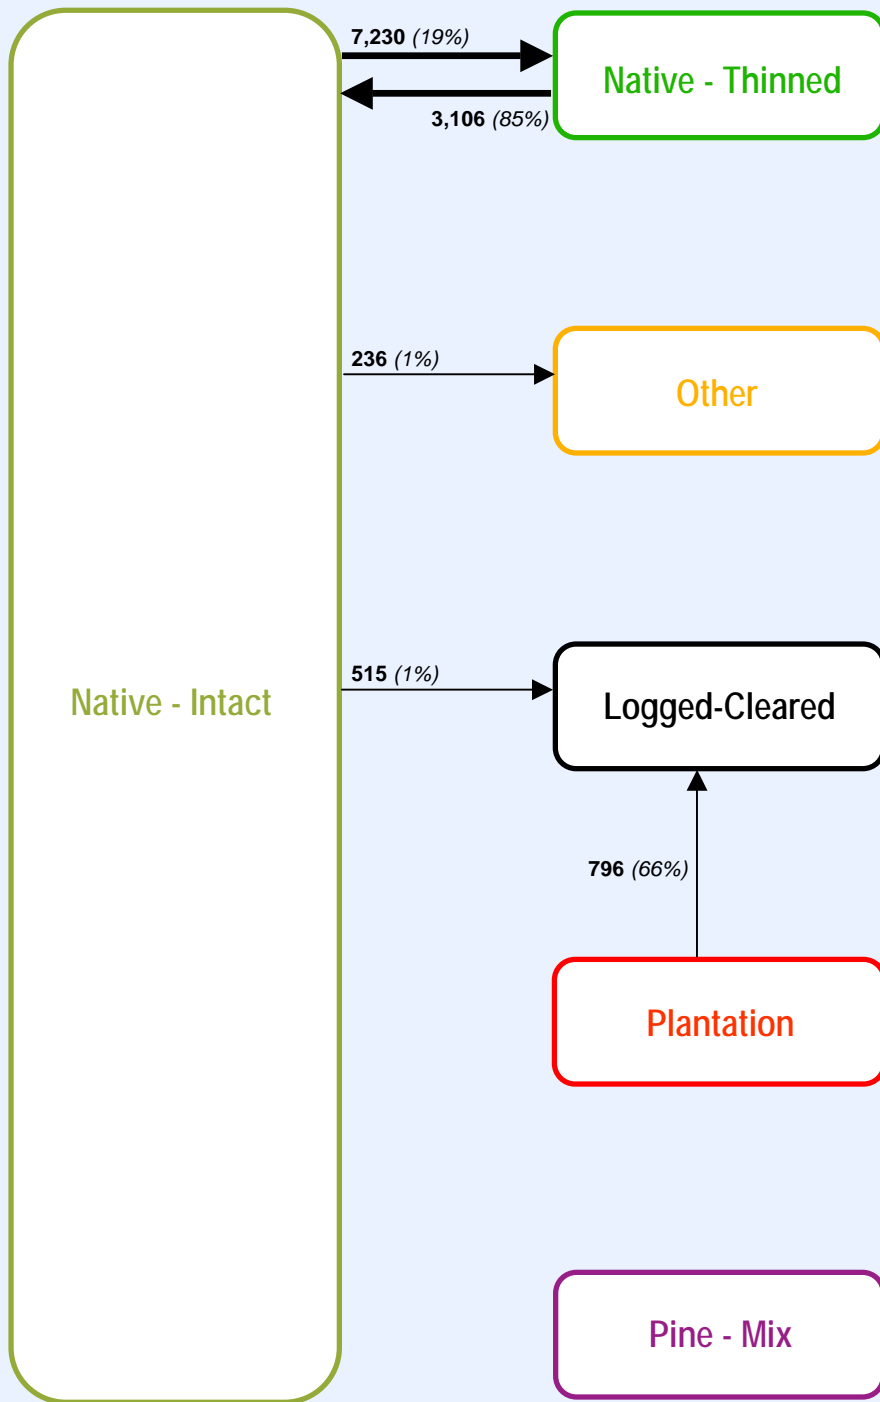 7,230 (19%)
Native - Thinned
3,106 (85%)
236 (1%)
Other
515 (1%)
Native - Intact
Logged-Cleared
796 (66%)
Plantation
Pine - Mix